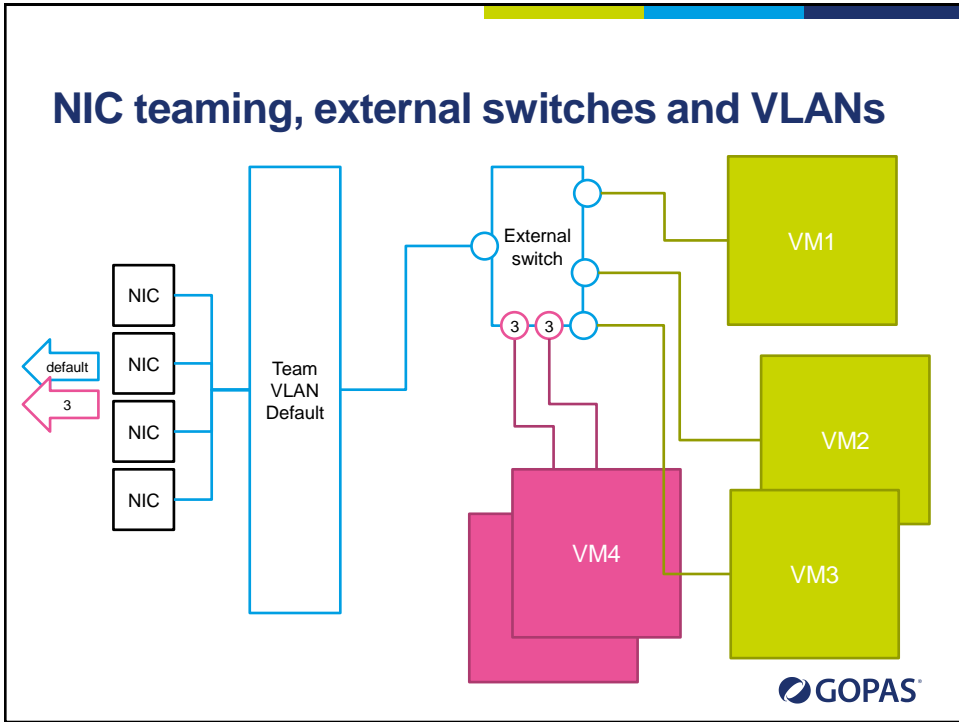 NIC teaming, external switches and VLANs
NIC
NIC
NIC
NIC
default
3
Team
VLAN
Default
External
switch
3
3
VM1
VM2
VM3
VM4
GOPAS®